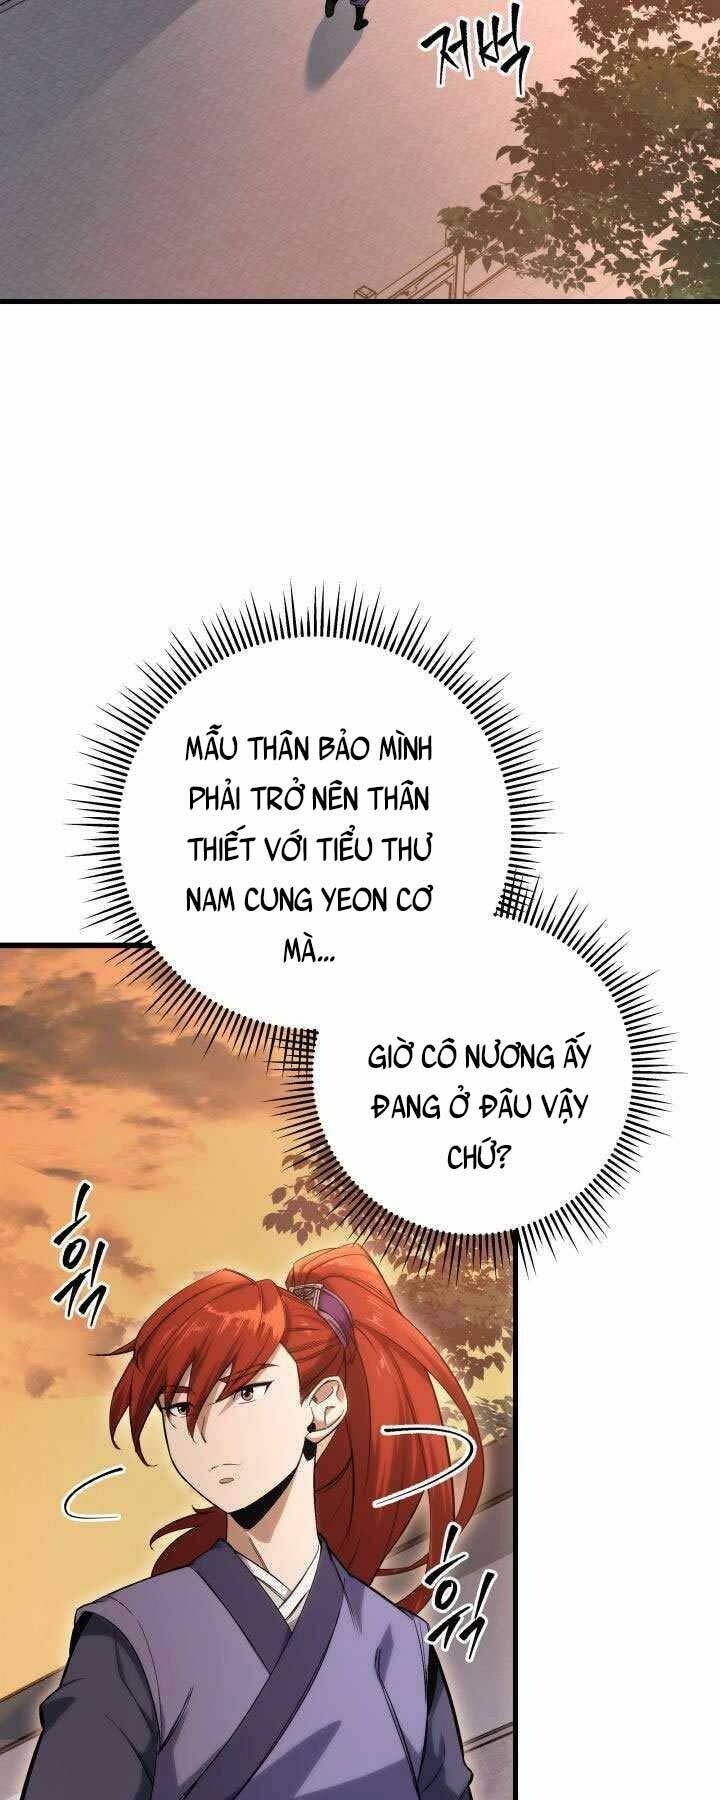 저벅
MẪU THÂN BẢO MÌNH
PHẢI TRỞ NÊN THÂN
THIẾT VỚI TIỂU THƯ
NAM CUNG YEON CƠ
MÀ...
GIỜ CÔ NƯƠNG ẤY
ĐANG Ở ĐÂU VẬY
CHỨ?
휙
휙